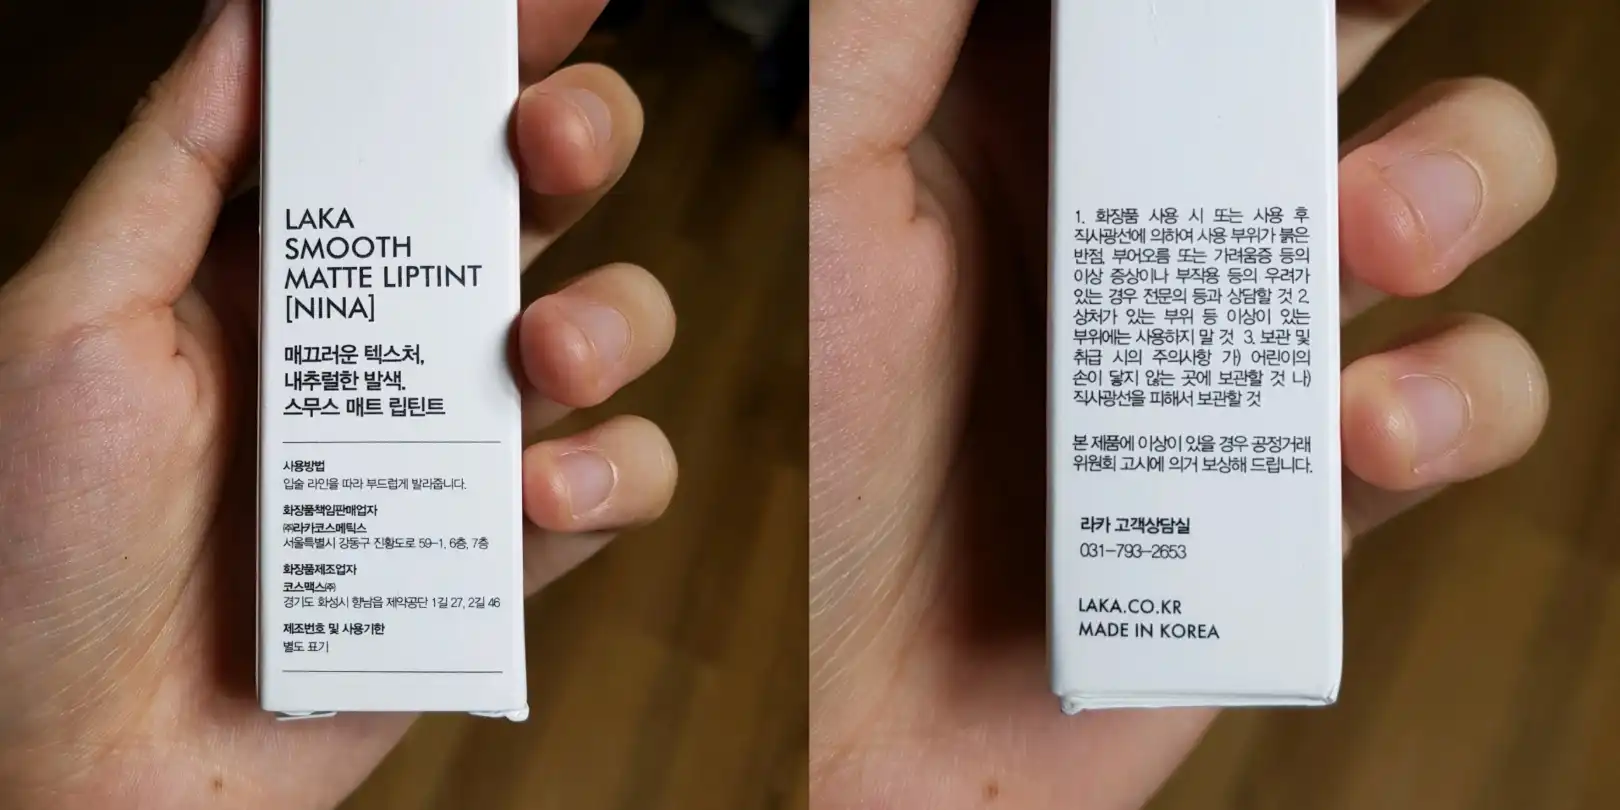 LAKA
SMOOTH
MATTE LIPTINT
[NINA]
매끄러운 텍스처,
내추럴한 발색.
스무스 매트 립틴트
사용방법
입술 라인을 따라 부드럽게 발라줍니다.
화장품책임판매업자
㈜라카코스메틱스
서울특별시 강동구 진황도로 59-1, 6층, 7층
화장품제조업자
코스맥스㈜
경기도 화성시 향남읍 제약공단 1길 27, 2길 46
제조번호 및 사용기한
별도 표기
1. 화장품 사용 시 또는 사용 후
직사광선에 의하여 사용 부위가 붉은
반점, 부어오름 또는 가려움증 등의
이상 증상이나 부작용 등의 우려가
있는 경우 전문의 등과 상담할 것 2.
상처가 있는 부위 등 이상이 있는
부위에는 사용하지 말 것 3. 보관 및
취급 시의 주의사항 가) 어린이의
손이 닿지 않는 곳에 보관할 것 나)
직사광선을 피해서 보관할 것
본 제품에 이상이 있을 경우 공정거래
위원회 고시에 의거 보상해 드립니다.
라카 고객상담실
031-793-2653
LAKA.CO.KR
MADE IN KOREA